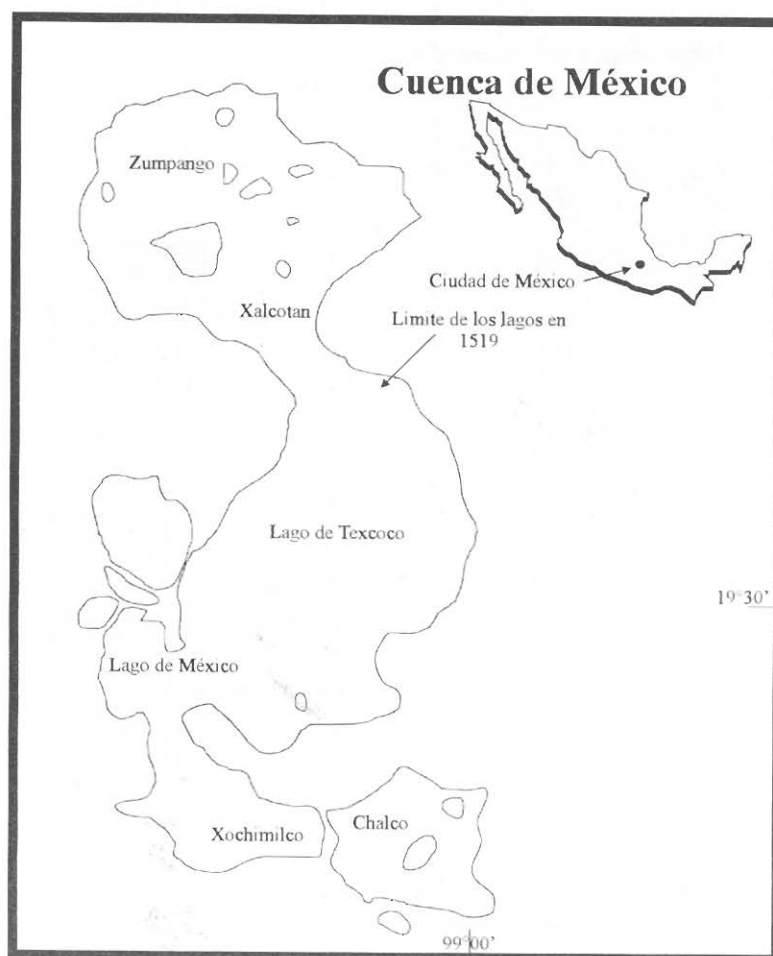 Cuenca de México
Zumpango
Ciudad de México
Xalcotan
Limite de los lagos en
1519
Lago de Texcoco
19°30'
Lago de México
Chalco
Xochimilco
99°00'